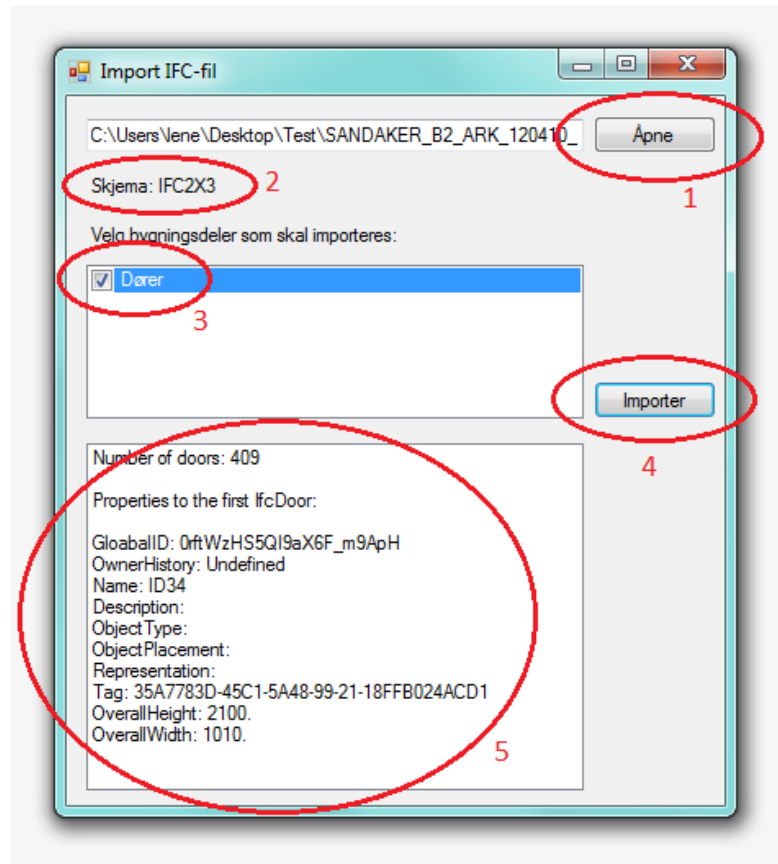 Import IFC-fil
C:\Users\lene\Desktop\Test\SANDAKER_B2_ARK_120410_ Åpne
1
Skjema: IFC2X3 2
Velg bygningsdeler som skal importeres:
Dører
3
Importer
4
Number of doors: 409
Properties to the first IfcDoor:
GloabalID: 0rftWzHS5QI9aX6F_m9ApH
OwnerHistory: Undefined
Name: ID34
Description:
ObjectType:
ObjectPlacement:
Representation:
Tag: 35A7783D-45C1-5A48-99-21-18FFB024ACD1
OverallHeight: 2100.
OverallWidth: 1010.
5